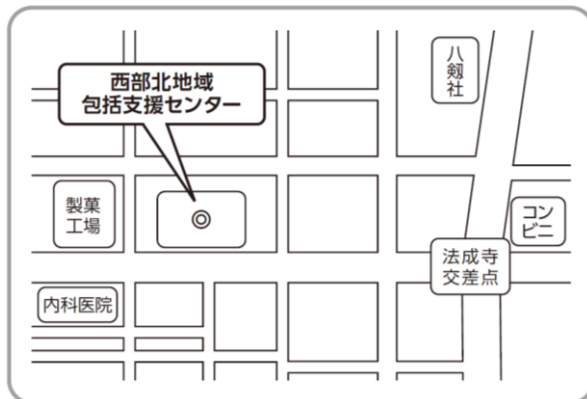 西部北地域
包括支援センター
八剱社
製菓
工場
コン
ビニ
法成寺
交差点
内科医院